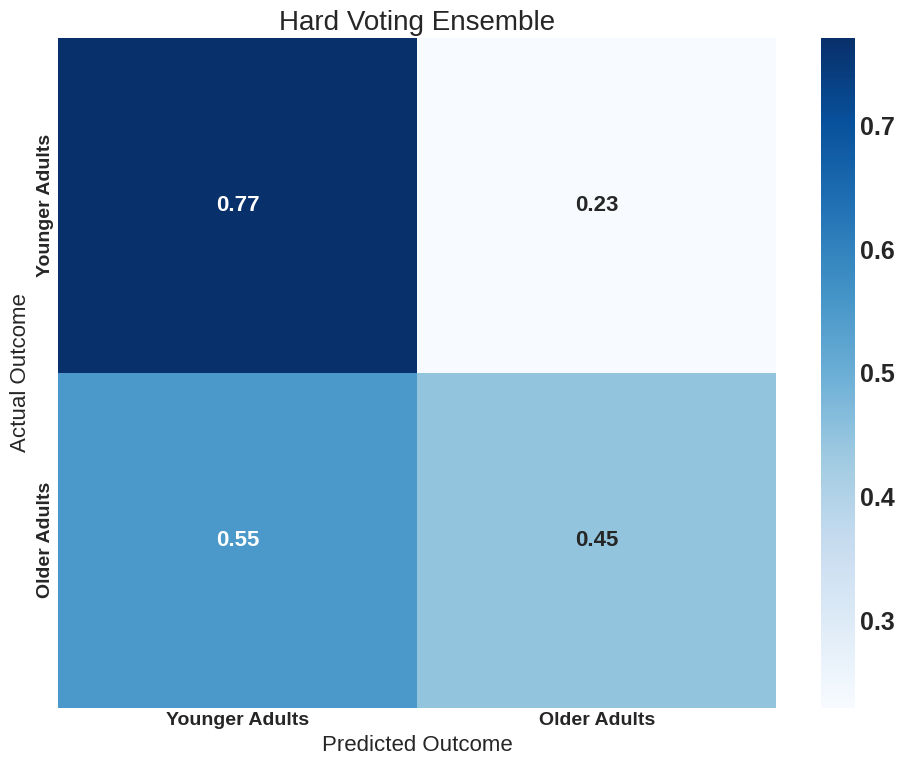 Hard Voting Ensemble
Actual Outcome
Younger Adults
0.77
0.23
Older Adults
0.55
0.45
Younger Adults
Older Adults
Predicted Outcome
0.7
0.6
0.5
0.4
0.3